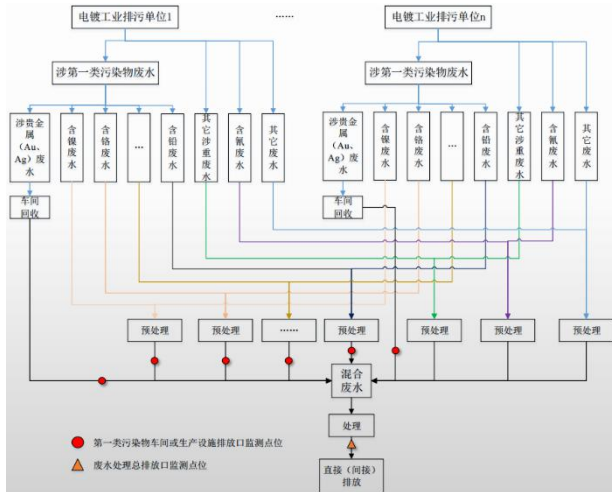 电镀工业排污单位1
……
电镀工业排污单位n
涉第一类污染物废水
涉第一类污染物废水
涉贵金
属
（Au、
Ag）废
水
含镍废水
含铬废水
…
含铅废水
其它涉重废水
含氰废水
其它废水
涉贵金
属
（Au、
Ag）废
水
含镍废水
含铬废水
…
含铅废水
其它涉重废水
含氰废水
其它废水
车间
回收
车间
回收
预处理
预处理
……
预处理
预处理
预处理
预处理
混合
废水
处理
直接（间接）
排放
第一类污染物车间或生产设施排放口监测点位
废水处理总排放口监测点位